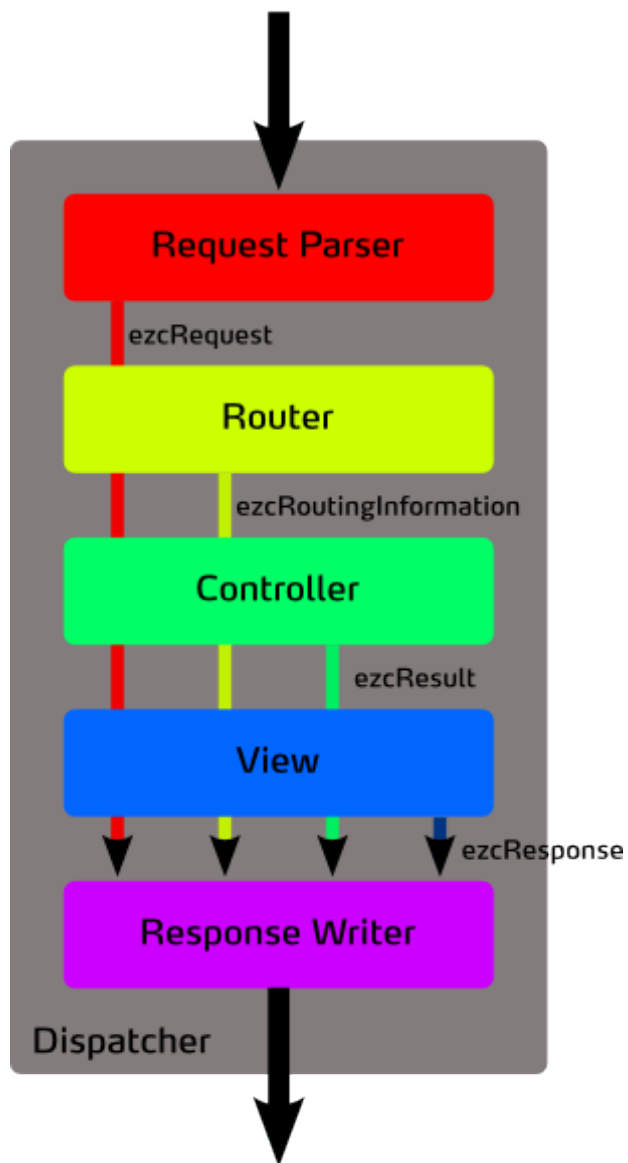 Request Parser
ezcRequest
Router
ezcRoutingInformation
Controller
ezcResult
View
ezcResponse
Response Writer
Dispatcher